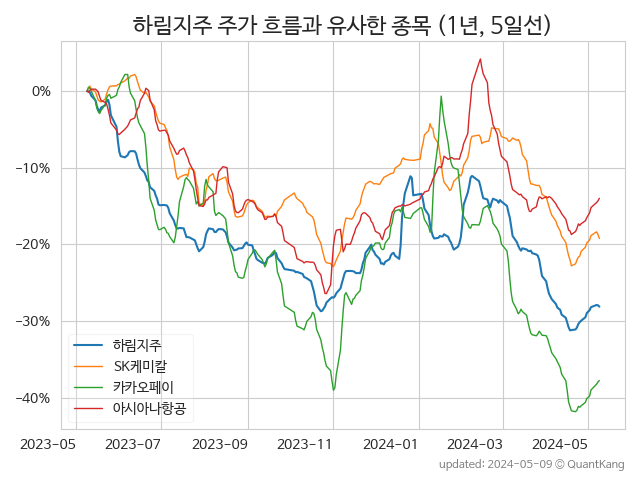 하림지주 주가 흐름과 유사한 종목 (1년, 5일선)
0%
−10%
−20%
−30%
−40%
하림지주
SK케미칼
카카오페이
아시아나항공
2023-05 2023-07 2023-09 2023-11 2024-01 2024-03 2024-05
updated: 2024-05-09 © QuantKang